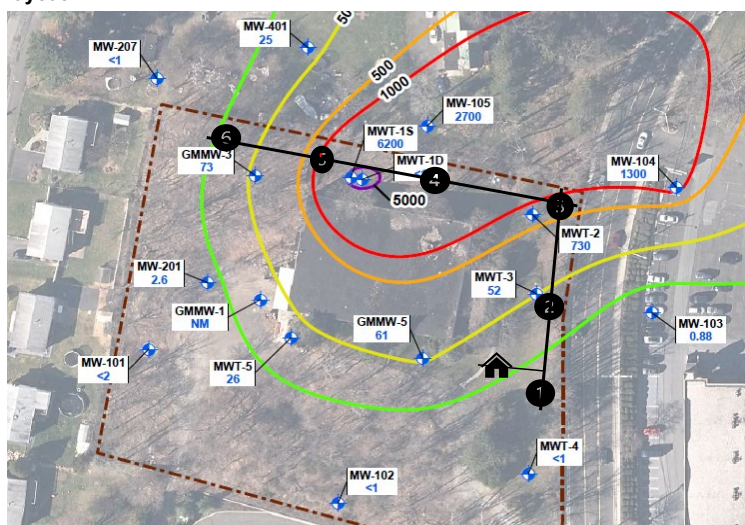 MW-401
25
50
MW-207
<1
500
1000
MW-105
2700
MWT-1S
6200
MWT-1D
GMMW-3
73
MW-104
1300
5000
MWT-2
730
MW-201
2.6
MWT-3
52
GMMW-1
NM
MW-103
0.88
GMMW-5
61
MWT-5
26
MW-101
<2
MWT-4
<1
MW-102
<1
6
5
4
3
2
1